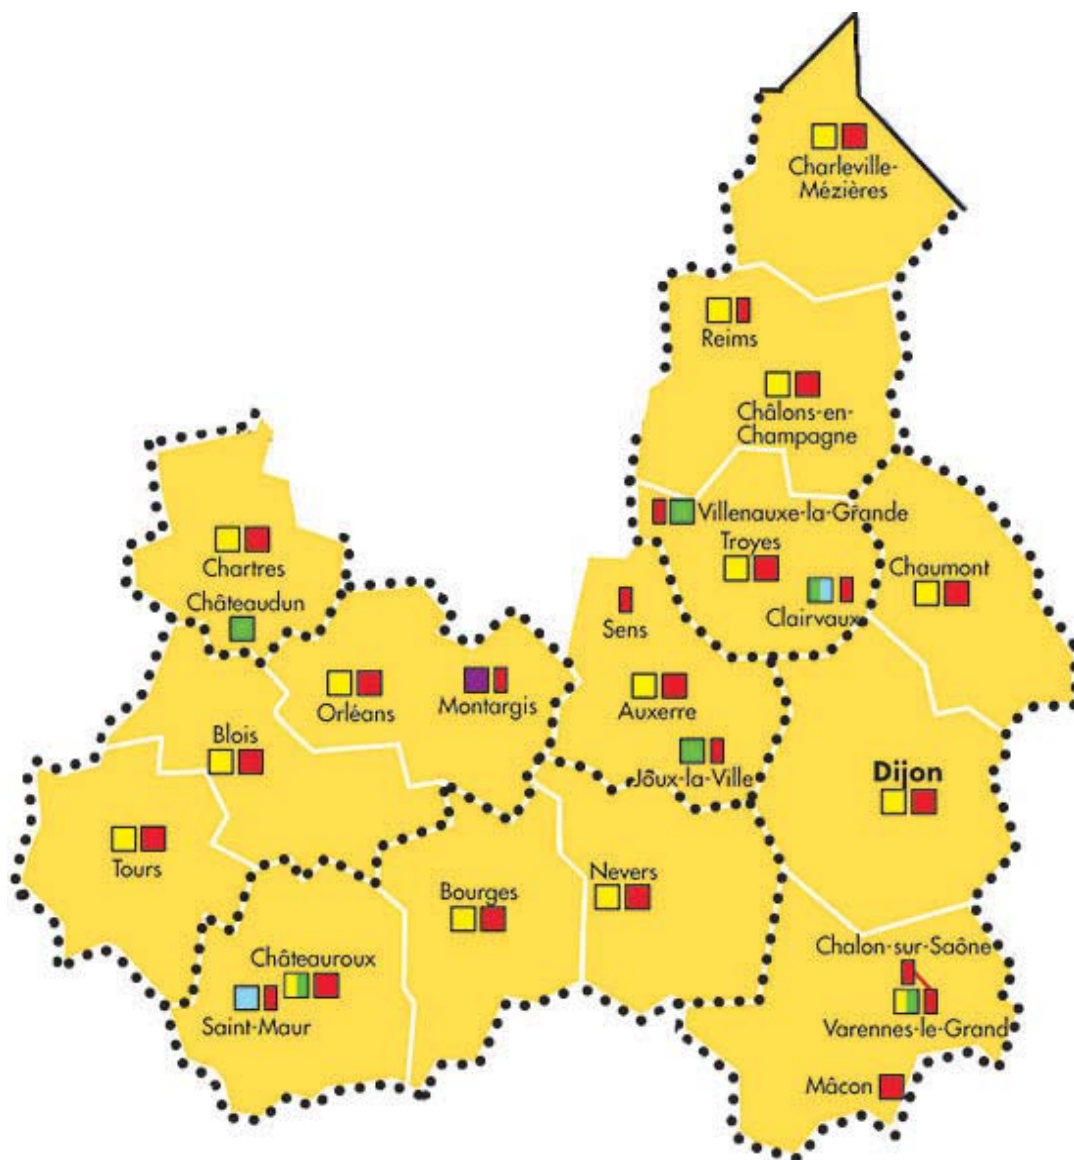 Charleville-
Mézières
Reims
Châlons-en-
Champagne
Villenauxe-la-Grande
Troyes
Chartres
Chaumont
Châteaudun
Clairvaux
Sens
Orléans
Montargis
Auxerre
Blois
Joux-la-Ville
Dijon
Tours
Nevers
Bourges
Chalon-sur-Saône
Châteauroux
Saint-Maur
Varennes-le-Grand
Mâcon